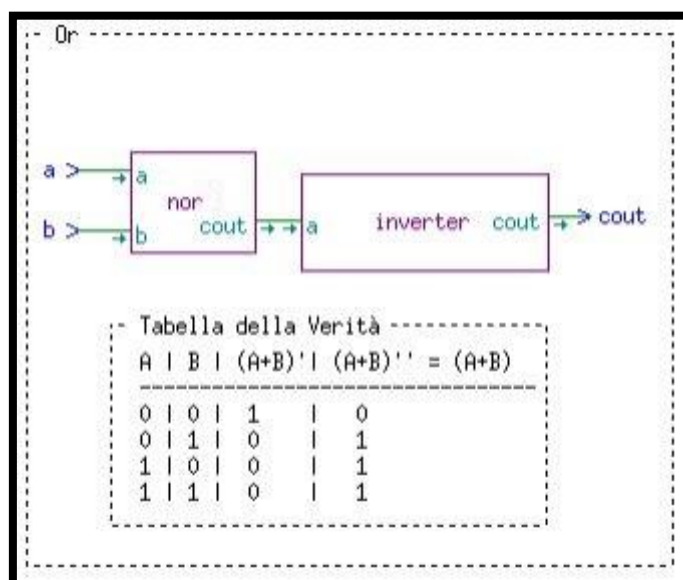 Or
a a
nor
b b cout a inverter cout cout
Tabella della Verità
A | B | (A+B)'| (A+B)'' = (A+B)
0 | 0 | 1 | 0
0 | 1 | 0 | 1
1 | 0 | 0 | 1
1 | 1 | 0 | 1